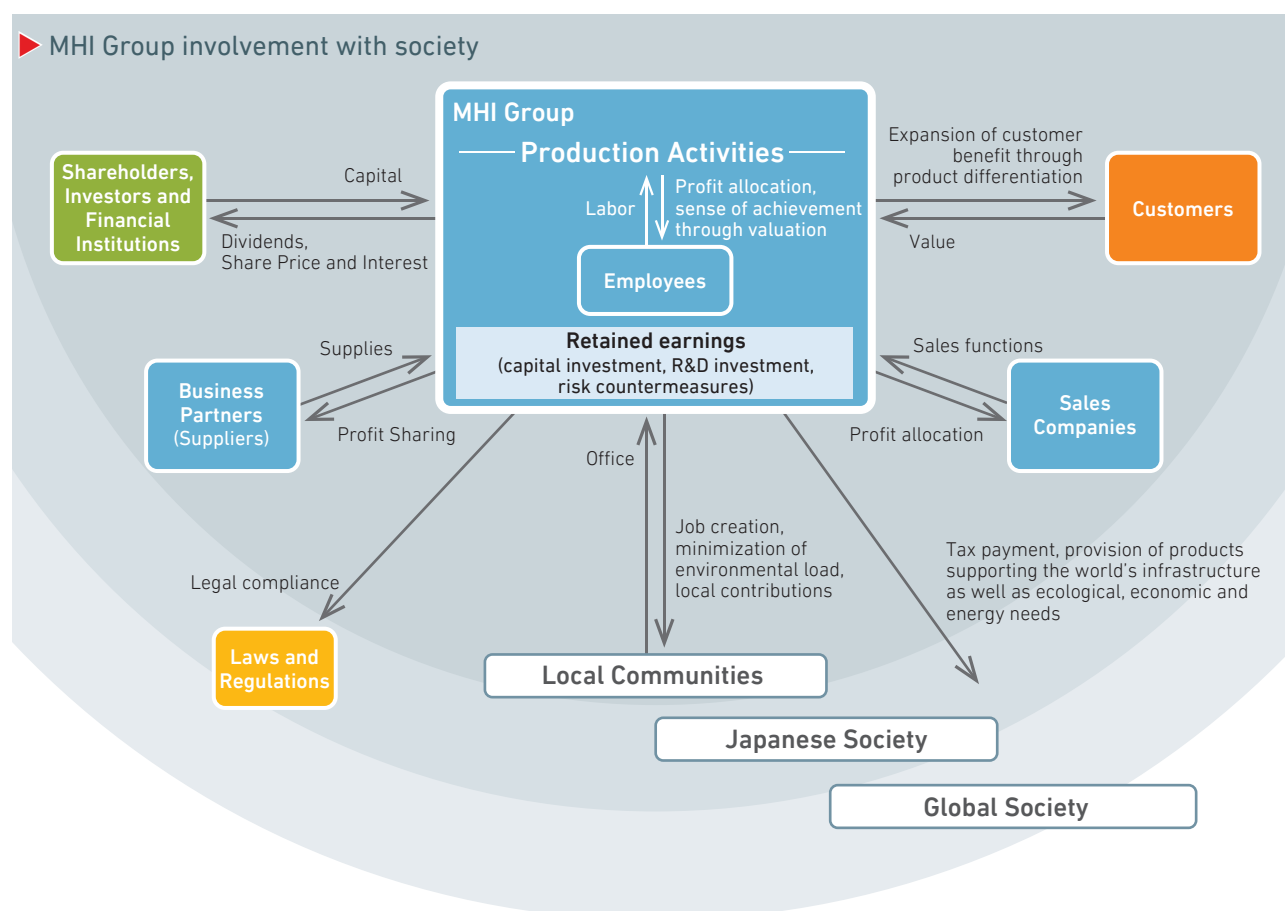 MHI Group involvement with society
MHI Group
Production Activities
Labor
Profit allocation,
sense of achievement
through valuation
Employees
Retained earnings
(capital investment, R&D investment,
risk countermeasures)
Shareholders,
Investors and
Financial
Institutions
Capital
Dividends,
Share Price and Interest
Expansion of customer
benefit through
product differentiation
Value
Customers
Supplies
Business
Partners
(Suppliers)
Profit Sharing
Sales functions
Sales
Companies
Profit allocation
Office
Job creation,
minimization of
environmental load,
local contributions
Legal compliance
Laws and
Regulations
Tax payment, provision of products
supporting the world's infrastructure
as well as ecological, economic and
energy needs
Local Communities
Japanese Society
Global Society